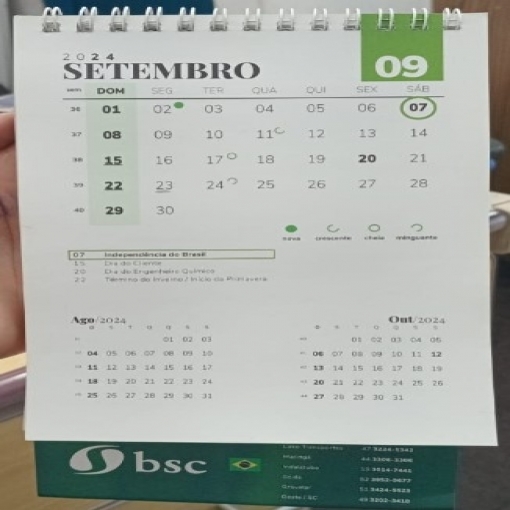 2024
SETEMBRO 09
sem DOM SEG TER QUA QUI SEX SÁB
36 01 02 03 04 05 06 07
37 08 09 10 11 12 13 14
38 15 16 17 18 19 20 21
39 22 23 24 25 26 27 28
40 29 30
nova crescente cheia minguante
07 Independência do Brasil
15 Dia do Cliente
20 Dia do Engenheiro Químico
22 Término do Inverno / Início da Primavera
Ago/2024
D S T Q Q S S
01 02 03
04 05 06 07 08 09 10
11 12 13 14 15 16 17
18 19 20 21 22 23 24
25 26 27 28 29 30 31
Out/2024
D S T Q Q S S
01 02 03 04 05
06 07 08 09 10 11 12
13 14 15 16 17 18 19
20 21 22 23 24 25 26
27 28 29 30 31
bsc
Maringá
Goiás / SC